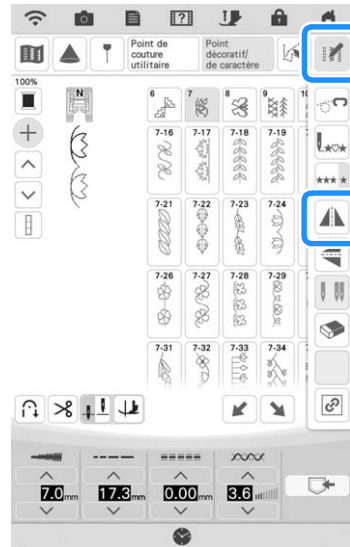 Point de
couture
utilitaire
Point
décoratif/
de caractère
100%
N
6
7
8
9
10
7-16
7-17
7-18
7-19
7-21
7-22
7-23
7-24
7-26
7-27
7-28
7-29
7-31
7-32
7-33
7-34
7.0mm
17.3mm
0.00mm
3.6